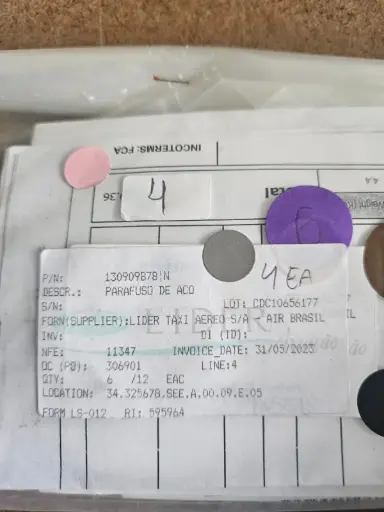 INCOTERMS: FCA
4
6
4 EA
P/N: 130909B78|N
DESCR.: PARAFUSO DE ACO
S/N: LOT: CDC10656177
FORN(SUPPLIER):LIDER TAXI AEREO S/A - AIR BRASIL
INV: DI (ID):
NFE: 11347 INVOICE_DATE: 31/05/2023
OC (PO): 306901 LINE:4
QTY: 6 /12 EAC
LOCATION: 34.325678.SEE.A.00.09.E.05
FORM LS-012 RI: 595964